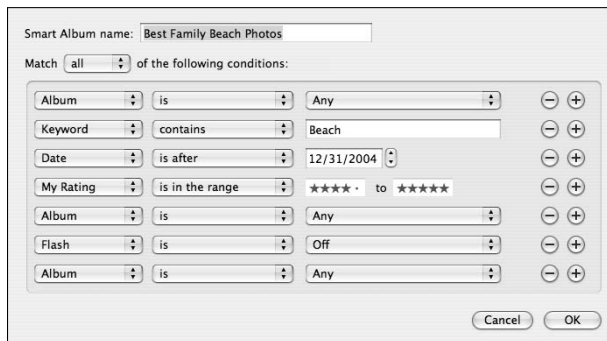 Smart Album name: Best Family Beach Photos
Match all of the following conditions:
Album is Any
Keyword contains Beach
Date is after 12/31/2004
My Rating is in the range ★★★★· to ★★★★★
Album is Any
Flash is Off
Album is Any
Cancel OK